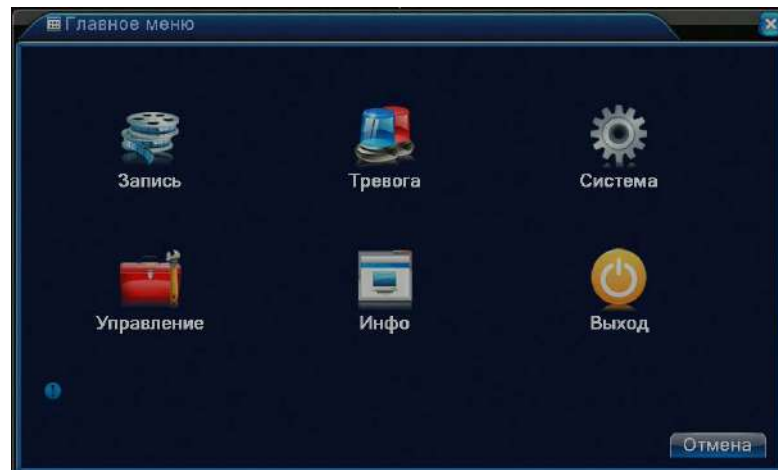 Главное меню
Запись Тревога Система
Управление Инфо Выход
Отмена